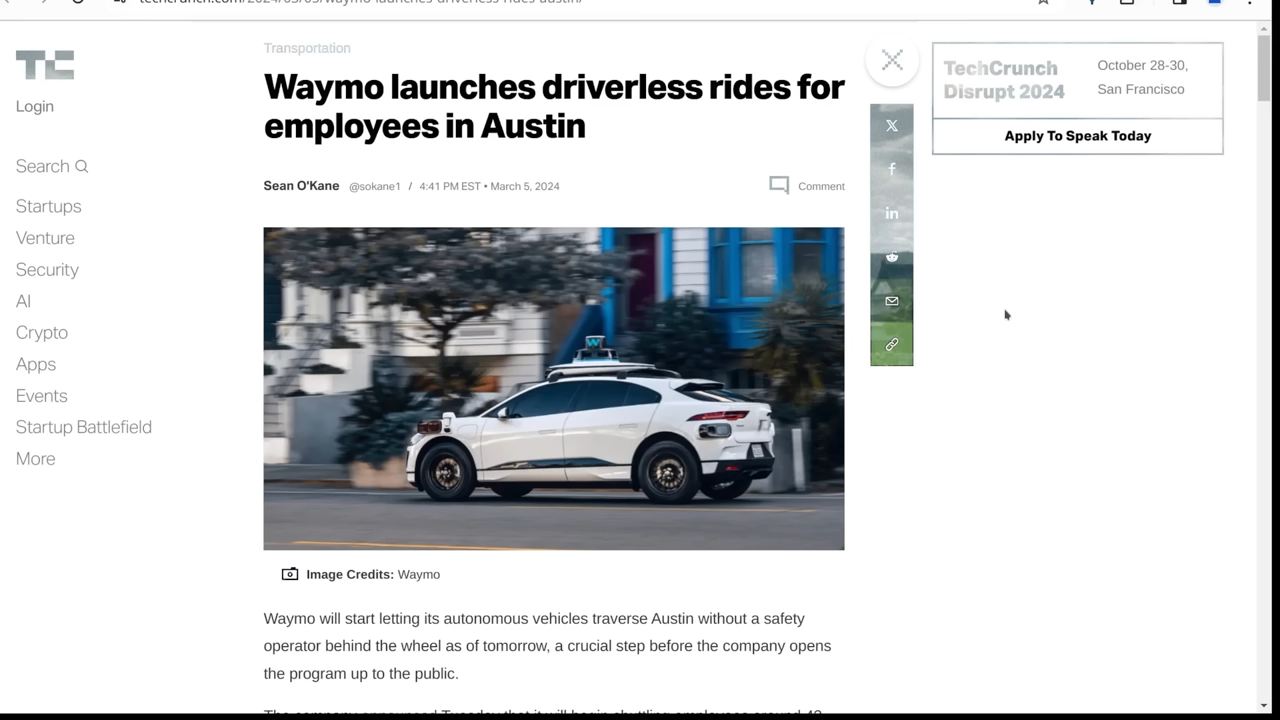 TC
Login
Search
Startups
Venture
Security
AI
Crypto
Apps
Events
Startup Battlefield
More
Transportation
Waymo launches driverless rides for
employees in Austin
Sean O'Kane @sokane1 / 4:41 PM EST • March 5, 2024
Comment
Image Credits: Waymo
Waymo will start letting its autonomous vehicles traverse Austin without a safety
operator behind the wheel as of tomorrow, a crucial step before the company opens
the program up to the public.
TechCrunch
Disrupt 2024
October 28-30,
San Francisco
Apply To Speak Today